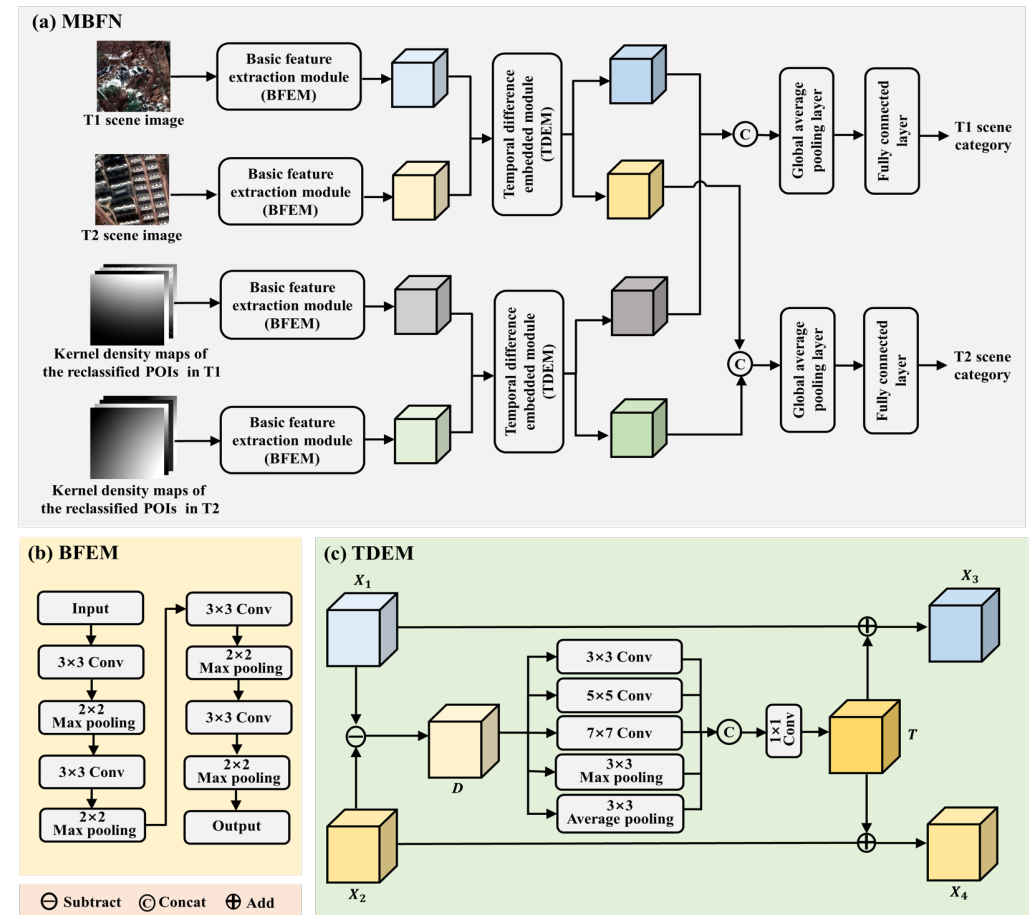 (a) MBFN
T1 scene image
Basic feature
extraction module
(BFEM)
T2 scene image
Basic feature
extraction module
(BFEM)
Temporal difference
embedded module
(TDEM)
Kernel density maps of
the reclassified POIs in T1
Basic feature
extraction module
(BFEM)
Kernel density maps of
the reclassified POIs in T2
Basic feature
extraction module
(BFEM)
Temporal difference
embedded module
(TDEM)
C
Global average
pooling layer
Fully connected
layer
T1 scene
category
C
Global average
pooling layer
Fully connected
layer
T2 scene
category
(b) BFEM
Input
3×3 Conv
2×2
Max pooling
3×3 Conv
2×2
Max pooling
3×3 Conv
2×2
Max pooling
3×3 Conv
2×2
Max pooling
Output
⊖ Subtract © Concat ⊕ Add
(c) TDEM
X₁
X₂
D
3×3 Conv
5×5 Conv
7×7 Conv
3×3
Max pooling
3×3
Average pooling
C
1×1
Conv
T
X₃
X₄